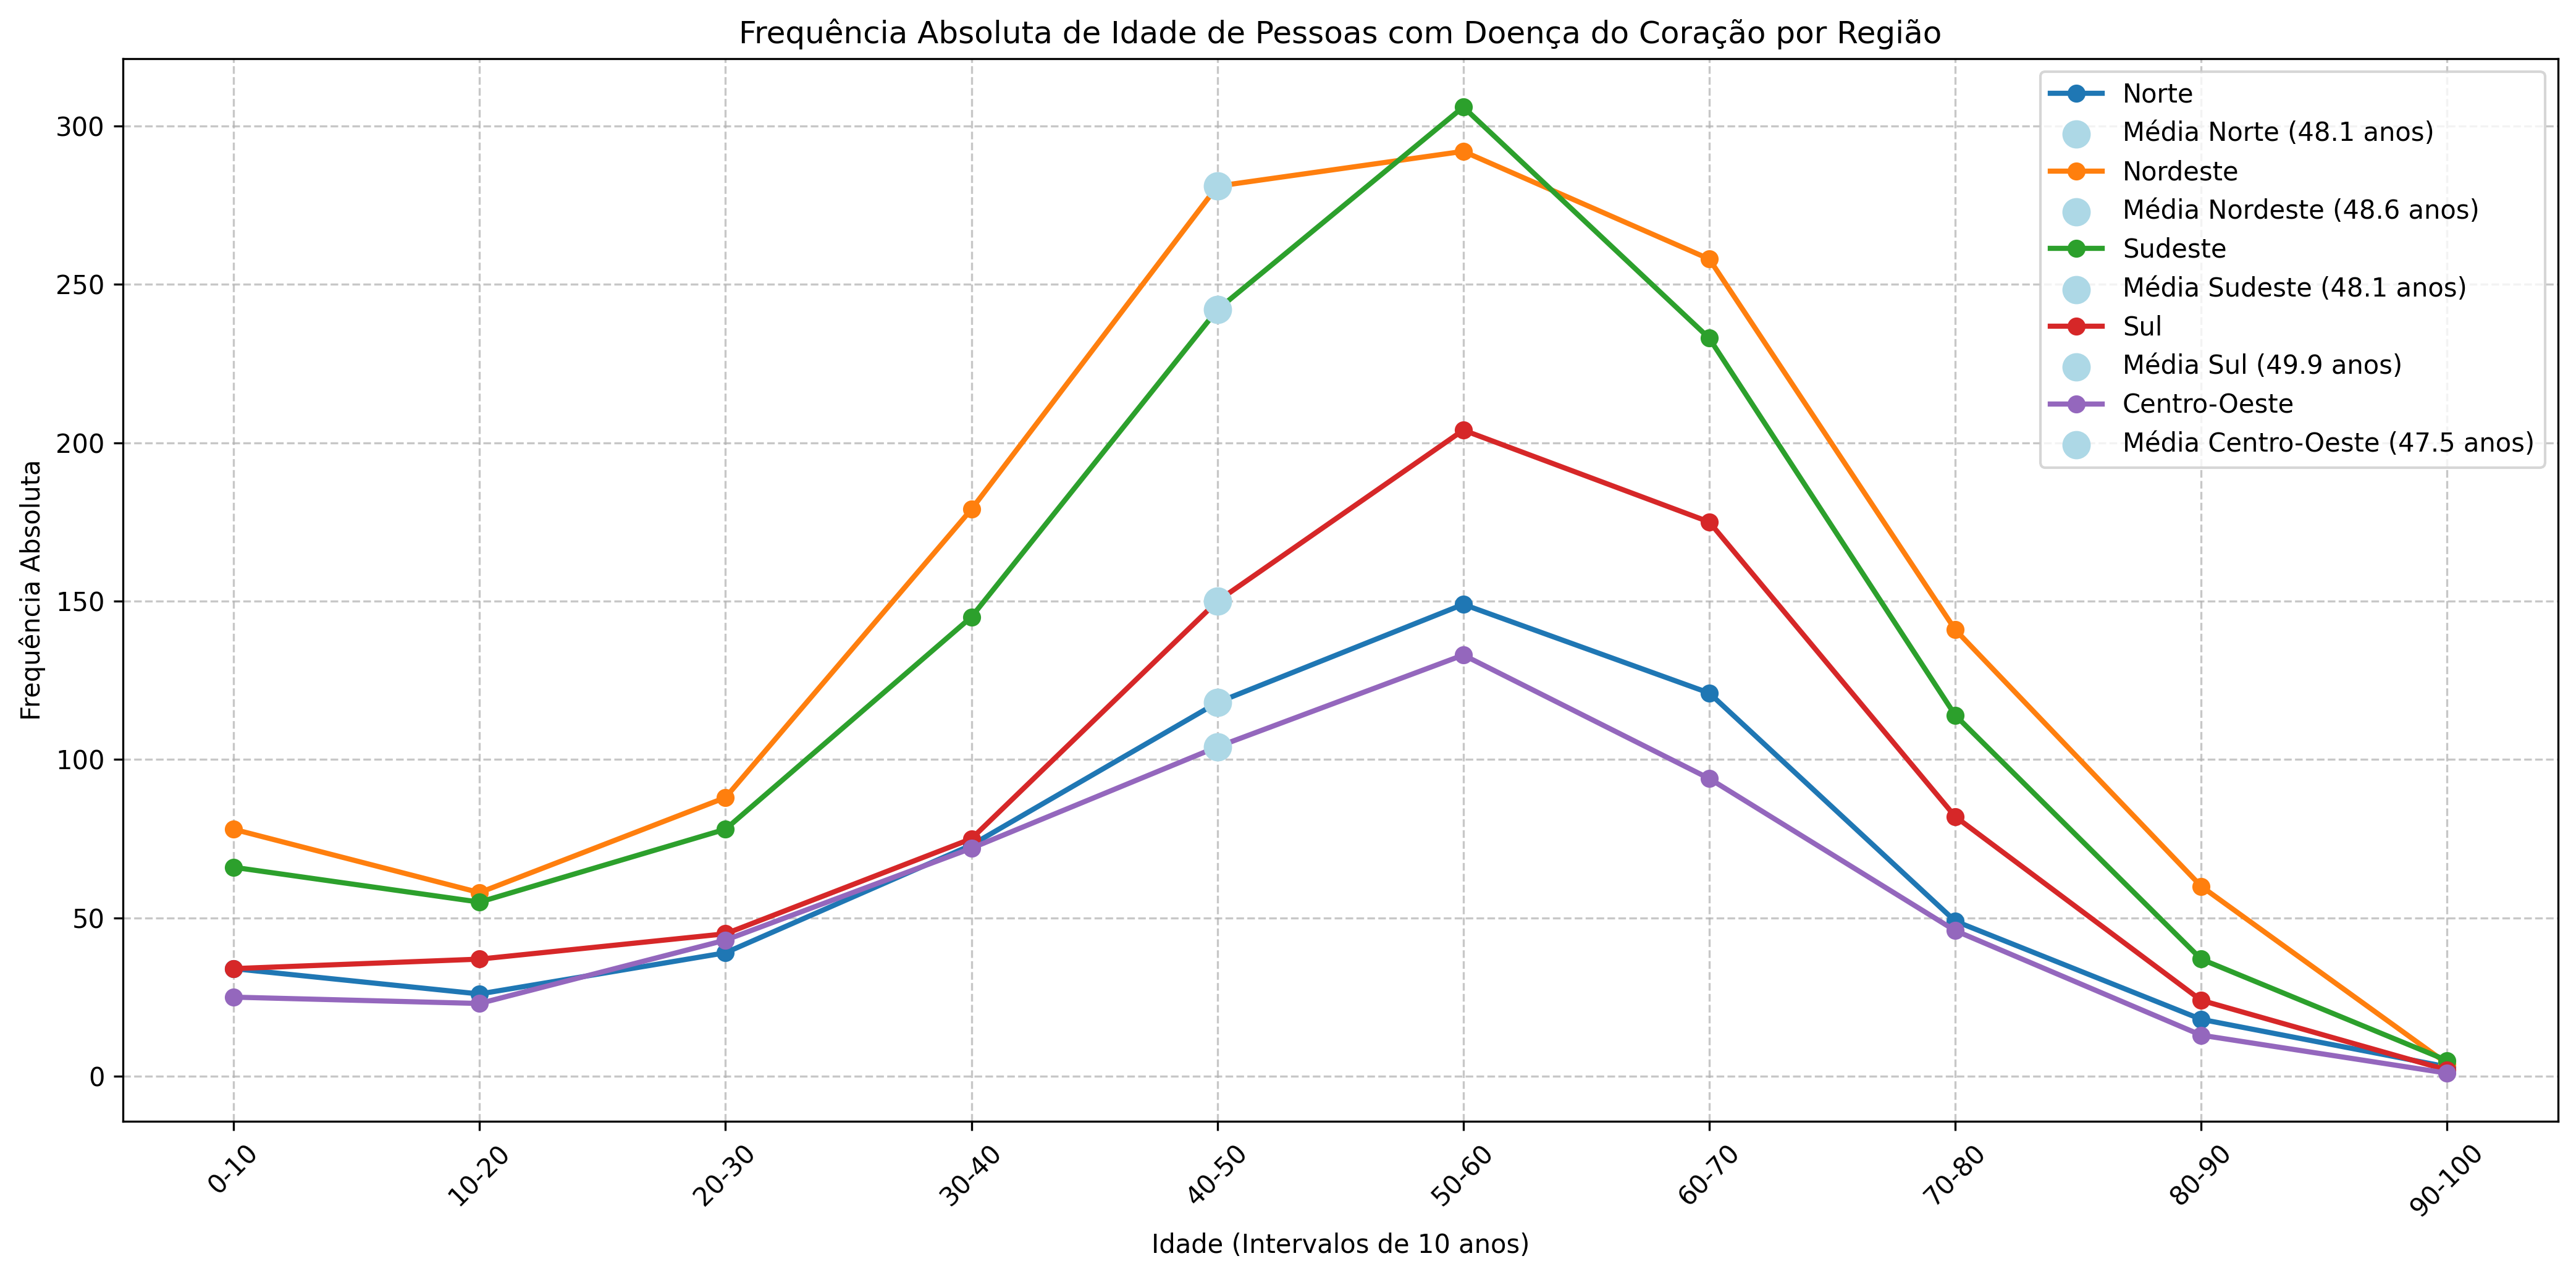 Frequência Absoluta de Idade de Pessoas com Doença do Coração por Região
Norte
Média Norte (48.1 anos)
Nordeste
Média Nordeste (48.6 anos)
Sudeste
Média Sudeste (48.1 anos)
Sul
Média Sul (49.9 anos)
Centro-Oeste
Média Centro-Oeste (47.5 anos)
Frequência Absoluta
300
250
200
150
100
50
0
0-10
10-20
20-30
30-40
40-50
50-60
60-70
70-80
80-90
90-100
Idade (Intervalos de 10 anos)